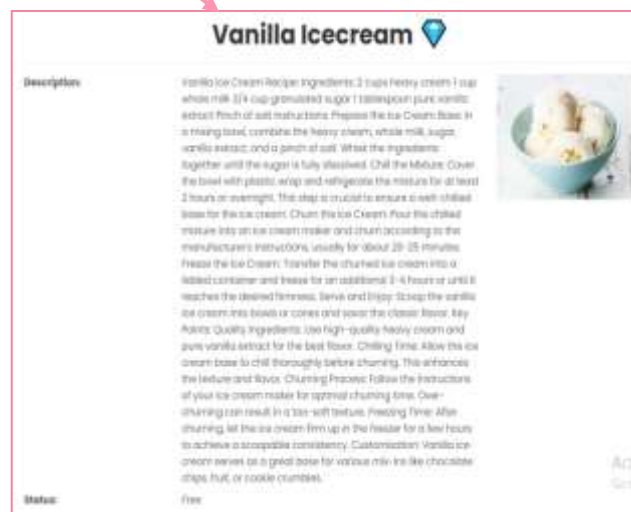 Vanilla Icecream 💎
Description:
Vanilla Ice Cream Recipe: Ingredients: 2 cups heavy cream 1 cup
whole milk 3/4 cup granulated sugar 1 tablespoon pure vanilla
extract Pinch of salt Instructions: Prepare the Ice Cream Base: In
a mixing bowl, combine the heavy cream, whole milk, sugar,
vanilla extract, and a pinch of salt. Whisk the ingredients
together until the sugar is fully dissolved. Chill the Mixture: Cover
the bowl with plastic wrap and refrigerate the mixture for at least
2 hours or overnight. This step is crucial to ensure a well-chilled
base for the ice cream. Churn the Ice Cream: Pour the chilled
mixture into an ice cream maker and churn according to the
manufacturer's instructions, usually for about 20-25 minutes.
Freeze the Ice Cream: Transfer the churned ice cream into a
lidded container and freeze for an additional 3-4 hours or until it
reaches the desired firmness. Serve and Enjoy: Scoop the vanilla
ice cream into bowls or cones and savor the classic flavor. Key
Points: Quality Ingredients: Use high-quality heavy cream and
pure vanilla extract for the best flavor. Chilling Time: Allow the ice
cream base to chill thoroughly before churning. This enhances
the texture and flavor. Churning Process: Follow the instructions
of your ice cream maker for optimal churning time. Over-
churning can result in a too-soft texture. Freezing Time: After
churning, let the ice cream firm up in the freezer for a few hours
to achieve a scoopable consistency. Customization: Vanilla ice
cream serves as a great base for various mix-ins like chocolate
chips, fruit, or cookie crumbles.
Status:
Free